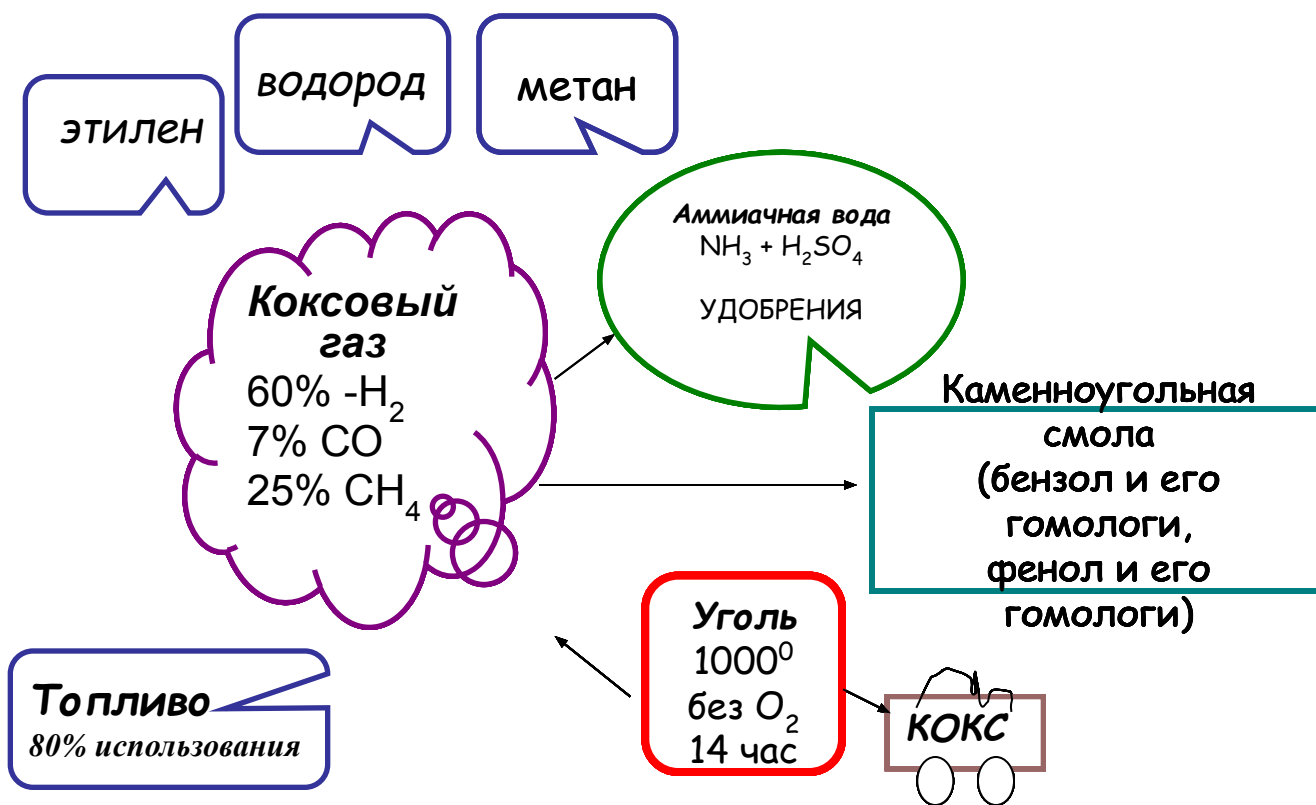 этилен
водород
метан
Аммиачная вода
NH₃ + H₂SO₄
УДОБРЕНИЯ
Коксовый
газ
60% -H₂
7% CO
25% CH₄
Каменноугольная
смола
(бензол и его
гомологи,
фенол и его
гомологи)
Уголь
1000⁰
без O₂
14 час
КОКС
Топливо
80% использования